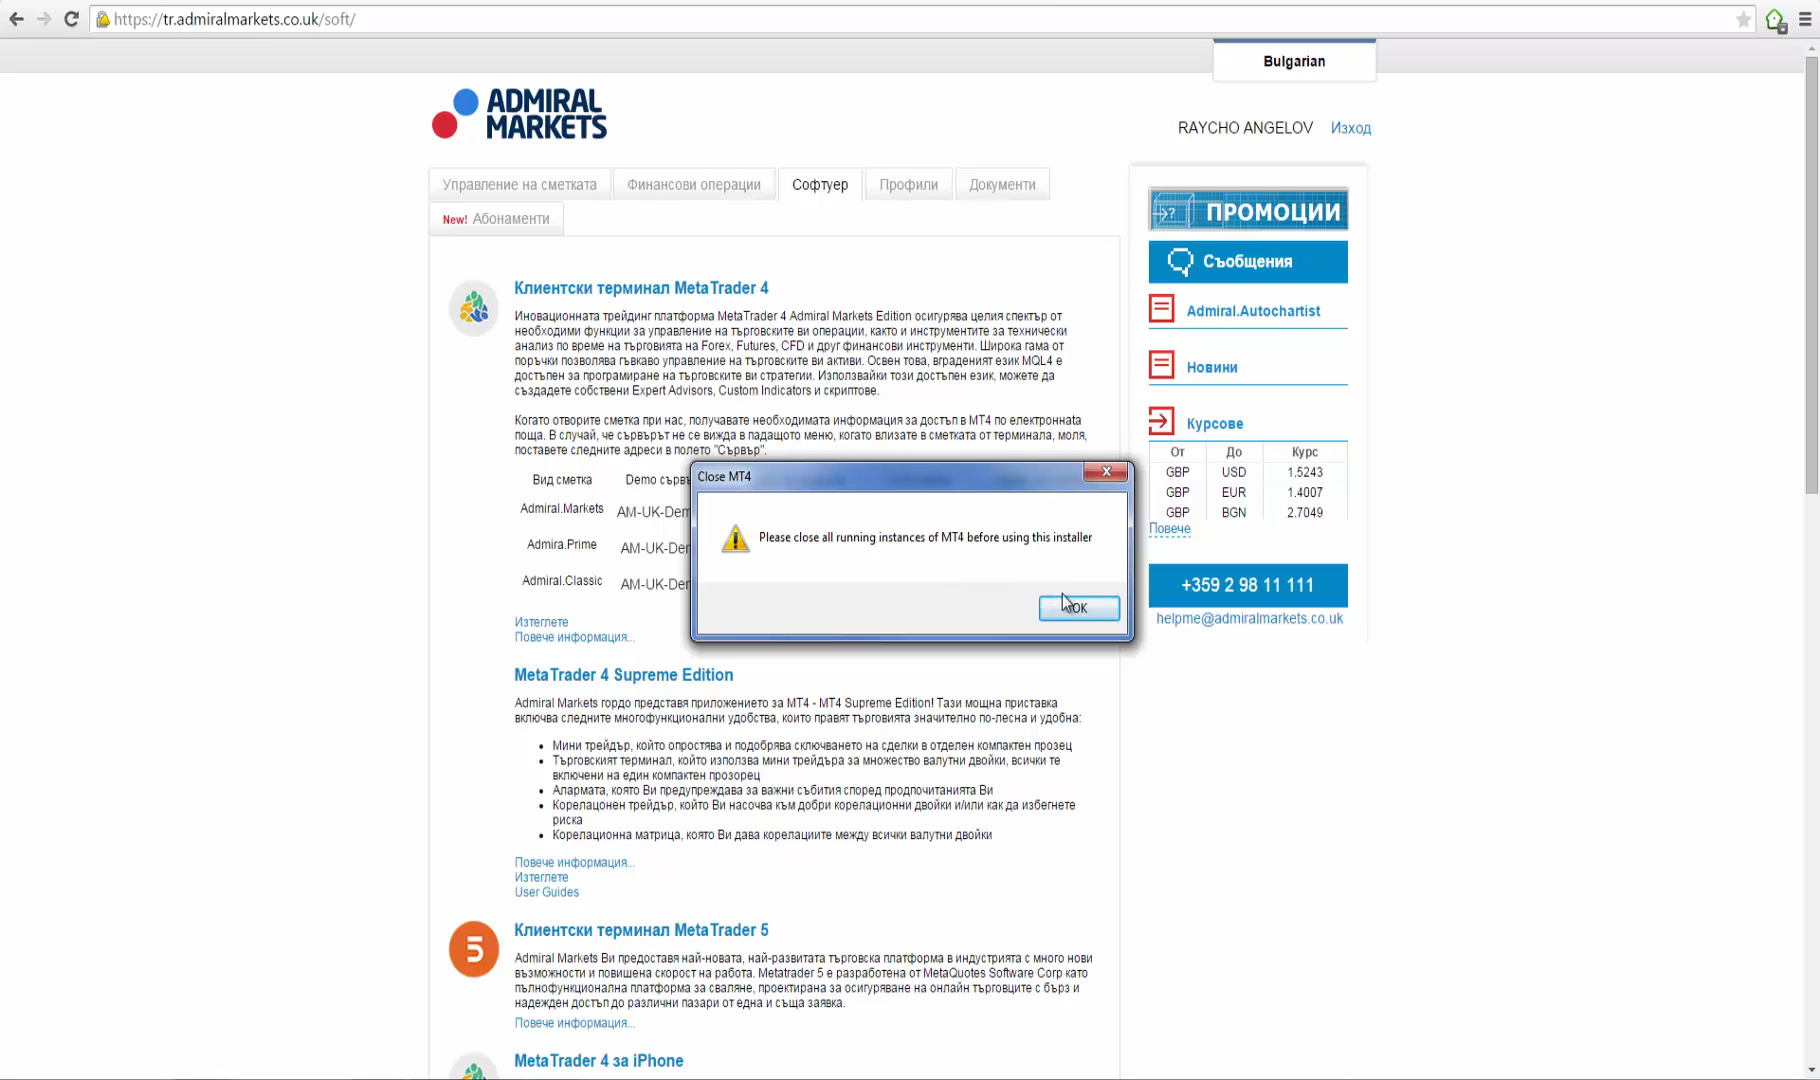 https://tr.admiralmarkets.co.uk/soft/
Bulgarian
ADMIRAL
MARKETS
RAYCHO ANGELOV Изход
Управление на сметката
Финансови операции
Софтуер
Профили
Документи
New! Абонаменти
Клиентски терминал MetaTrader 4
Иновационната трейдинг платформа MetaTrader 4 Admiral Markets Edition осигурява целия спектър от
необходими функции за управление на търговските ви операции, както и инструментите за технически
анализ по време на търговията на Forex, Futures, CFD и друг финансови инструменти. Широка гама от
поръчки позволява гъвкаво управление на търговските ви активи. Освен това, вграденият език MQL4 е
достъпен за програмиране на търговските ви стратегии. Използвайки този достъпен език, можете да
създадете собствени Expert Advisors, Custom Indicators и скриптове.
Когато отворите сметка при нас, получавате необходимата информация за достъп в МТ4 по електронната
поща. В случай, че сървърът не се вижда в падащото меню, когато влизате в сметката от терминала, моля,
поставете следните адреси в полето "Сървър".
Вид сметка Demo сърв
Admiral.Markets AM-UK-Dem
Admira.Prime AM-UK-De
Admiral.Classic AM-UK-De
Изтеглете
Повече информация...
Close MT4
Please close all running instances of MT4 before using this installer
OK
MetaTrader 4 Supreme Edition
Admiral Markets гордо представя приложението за МТ4 - MT4 Supreme Edition! Тази мощна приставка
включва следните многофункционални удобства, които правят търговията значително по-лесна и удобна:
• Мини трейдър, който опростява и подобрява сключването на сделки в отделен компактен прозец
• Търговският терминал, който използва мини трейдъра за множество валутни двойки, всички те
включени на един компактен прозорец
• Алармата, която Ви предупреждава за важни събития според продпочитанията Ви
• Корелацонен трейдър, който Ви насочва към добри корелационни двойки и/или как да избегнете
риска
• Корелационна матрица, която Ви дава корелациите между всички валутни двойки
Повече информация...
Изтеглете
User Guides
5
Клиентски терминал MetaTrader 5
Admiral Markets Ви предоставя най-новата, най-развитата търговска платформа в индустрията с много нови
възможности и повишена скорост на работа. Metatrader 5 е разработена от MetaQuotes Software Corp като
пълнофункционална платформа за сваляне, проектирана за осигуряване на онлайн търговците с бърз и
надежден достъп до различни пазари от една и съща заявка.
Повече информация...
MetaTrader 4 за iPhone
ПРОМОЦИИ
Съобщения
Admiral.Autochartist
Новини
Курсове
От До Курс
GBP USD 1.5243
GBP EUR 1.4007
GBP BGN 2.7049
Повече
+359 2 98 11 111
helpme@admiralmarkets.co.uk